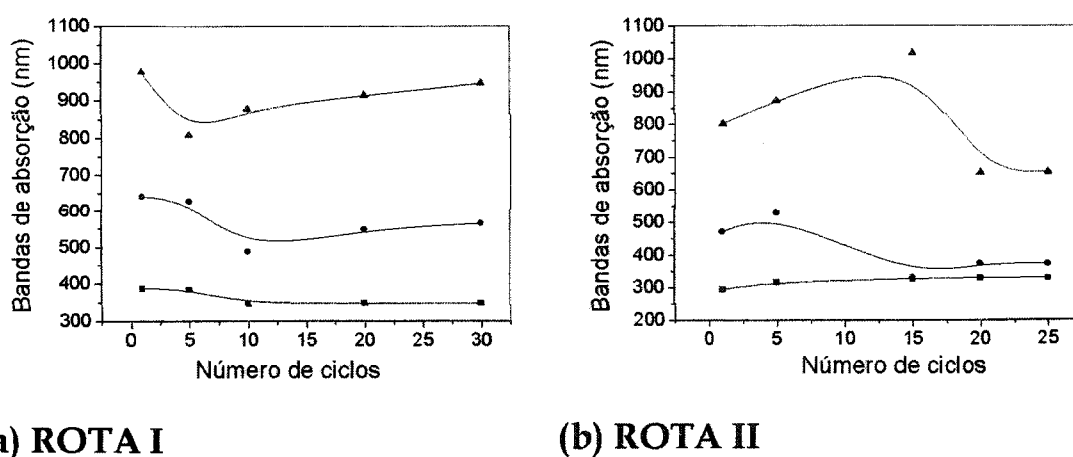 1100
1000
900
800
700
600
500
400
300
Bandas de absorção (nm)
0 5 10 15 20 25 30
Número de ciclos
a) ROTA I
1100
1000
900
800
700
600
500
400
300
200
Bandas de absorção (nm)
0 5 10 15 20 25
Número de ciclos
(b) ROTA II